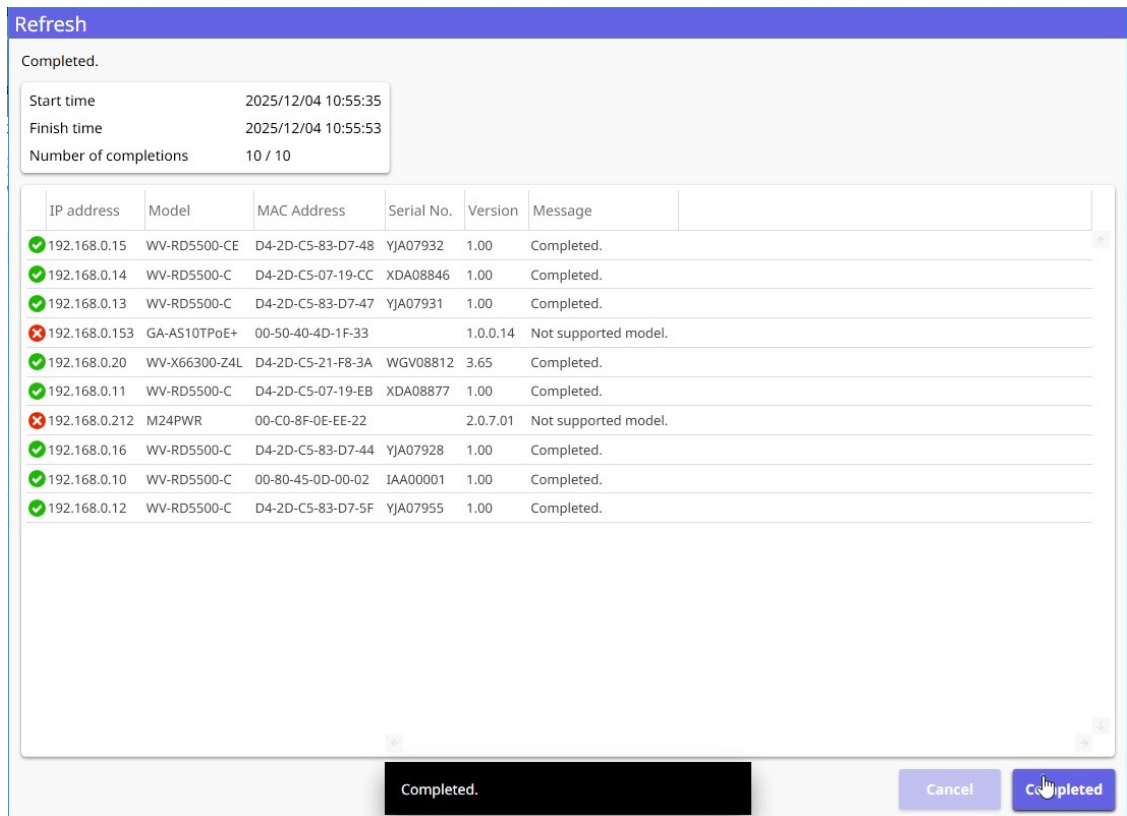 Refresh
Completed.
Start time 2025/12/04 10:55:35
Finish time 2025/12/04 10:55:53
Number of completions 10 / 10
IP address Model MAC Address Serial No. Version Message
192.168.0.15 WV-RD5500-CE D4-2D-C5-83-D7-48 YJA07932 1.00 Completed.
192.168.0.14 WV-RD5500-C D4-2D-C5-07-19-CC XDA08846 1.00 Completed.
192.168.0.13 WV-RD5500-C D4-2D-C5-83-D7-47 YJA07931 1.00 Completed.
192.168.0.153 GA-AS10TPoE+ 00-50-40-4D-1F-33 1.0.0.14 Not supported model.
192.168.0.20 WV-X66300-Z4L D4-2D-C5-21-F8-3A WGV08812 3.65 Completed.
192.168.0.11 WV-RD5500-C D4-2D-C5-07-19-EB XDA08877 1.00 Completed.
192.168.0.212 M24PWR 00-C0-8F-0E-EE-22 2.0.7.01 Not supported model.
192.168.0.16 WV-RD5500-C D4-2D-C5-83-D7-44 YJA07928 1.00 Completed.
192.168.0.10 WV-RD5500-C 00-80-45-0D-00-02 IAA00001 1.00 Completed.
192.168.0.12 WV-RD5500-C D4-2D-C5-83-D7-5F YJA07955 1.00 Completed.
Completed.
Cancel Completed